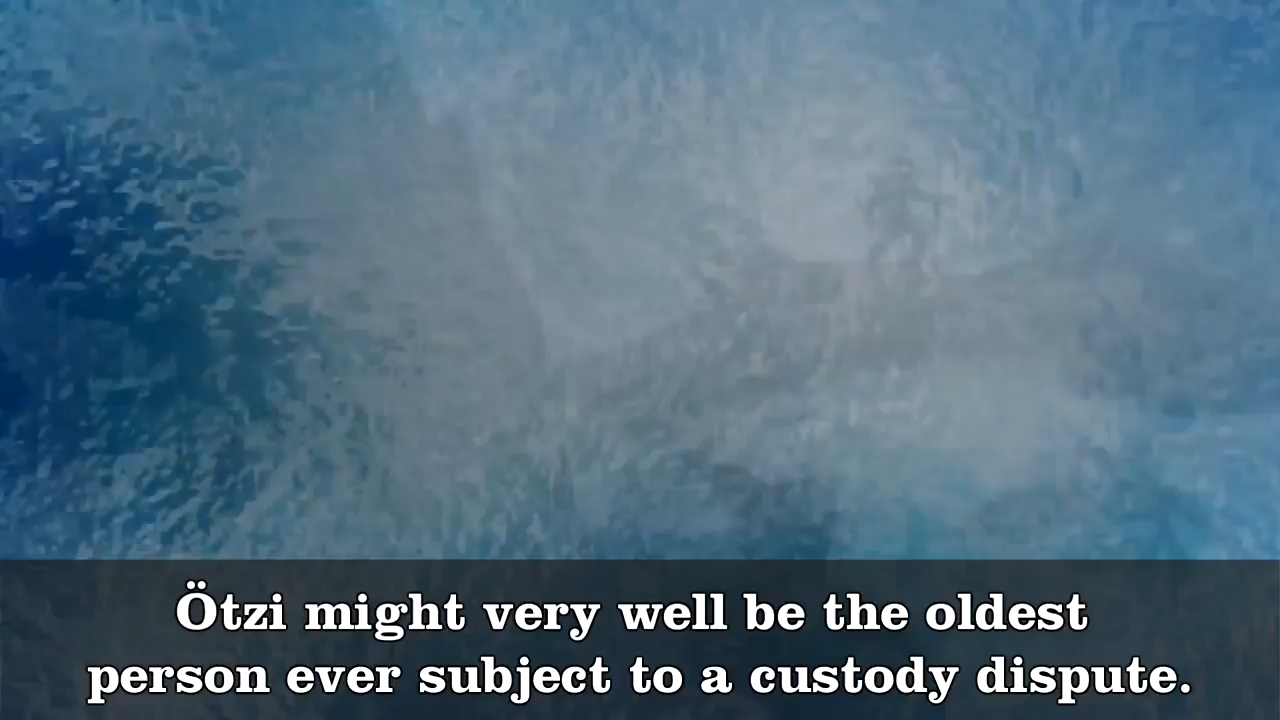 Ötzi might very well be the oldest
person ever subject to a custody dispute.